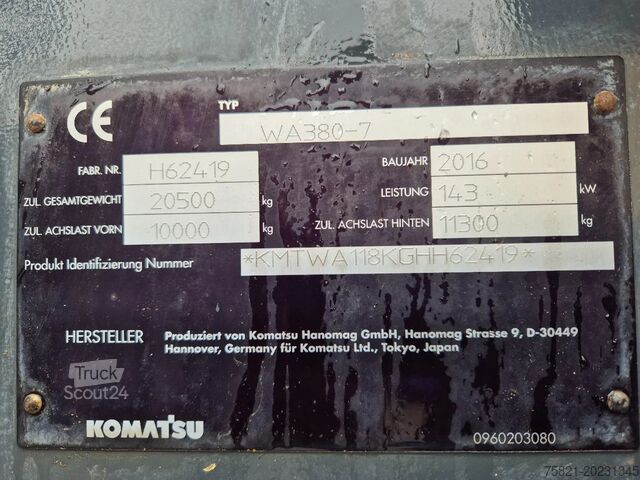 CE
TYP
WA380-7
FABR. NR. H62419 BAUJAHR 2016
ZUL. GESAMTGEWICHT 20500 kg LEISTUNG 143 kW
ZUL. ACHSLAST VORN 10000 kg ZUL. ACHSLAST HINTEN 11300 kg
Produkt Identifizierung Nummer *KMTWA118KGHH62419*
HERSTELLER Produziert von Komatsu Hanomag GmbH, Hanomag Strasse 9, D-30449
Hannover, Germany für Komatsu Ltd., Tokyo, Japan
Truck
Scout24
KOMATSU
0960203080
75821-20231345